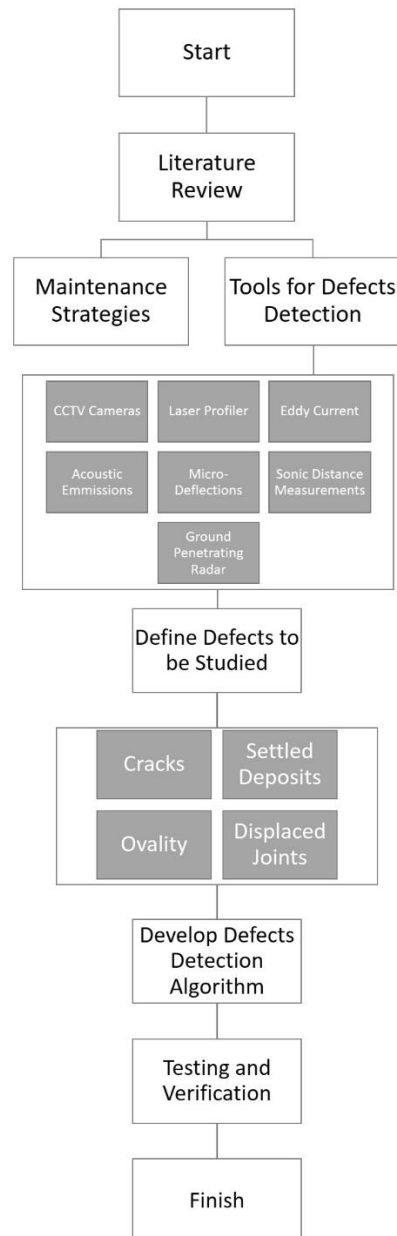 Start
Literature
Review
Maintenance
Strategies
Tools for Defects
Detection
CCTV Cameras
Laser Profiler
Eddy Current
Acoustic
Emmissions
Micro-
Deflections
Sonic Distance
Measurements
Ground
Penetrating
Radar
Define Defects to
be Studied
Cracks
Settled
Deposits
Ovality
Displaced
Joints
Develop Defects
Detection
Algorithm
Testing and
Verification
Finish